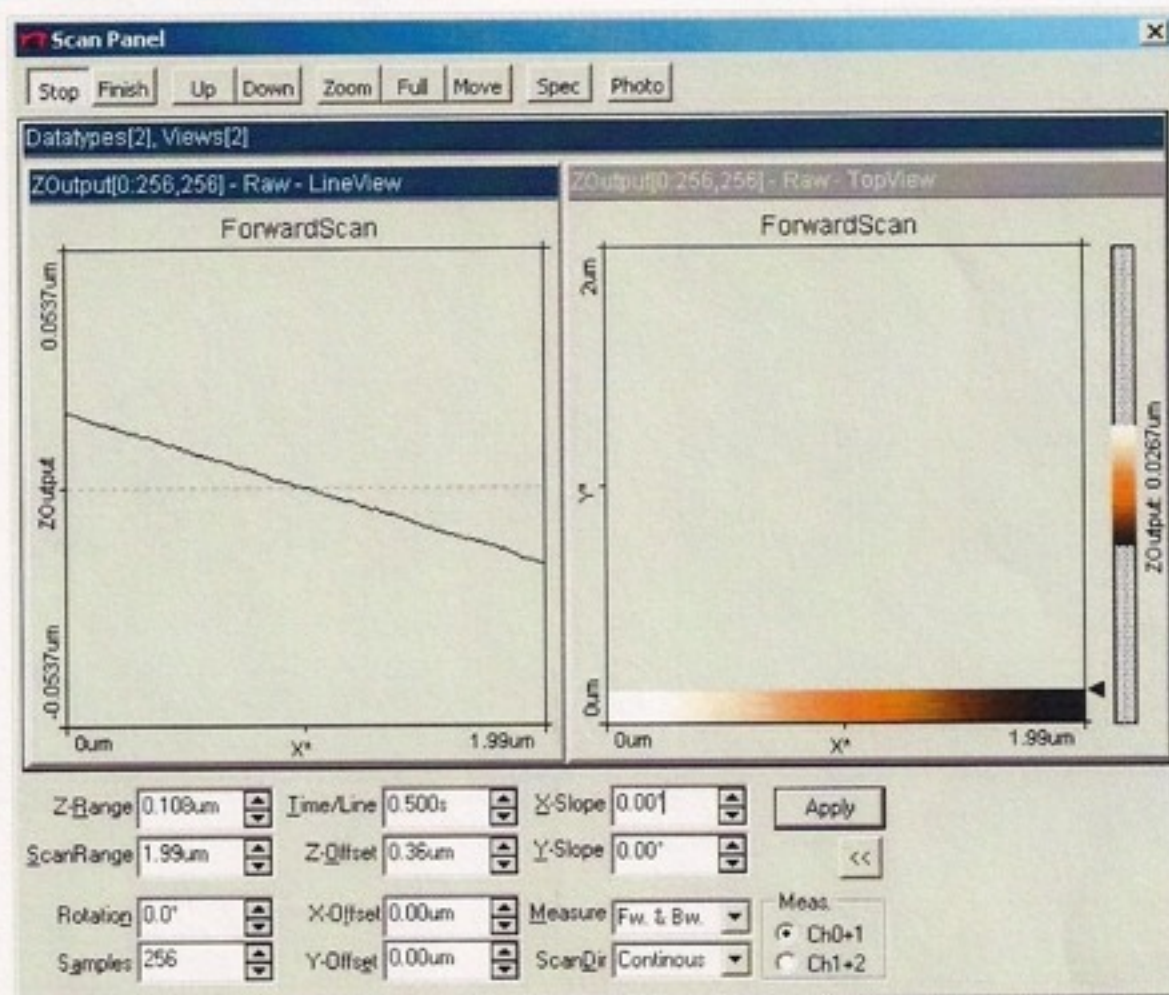 Scan Panel
Stop Finish Up Down Zoom Full Move Spec Photo
Datatypes[2], Views[2]
ZOutput[0:256,256] - Raw - LineView
ForwardScan
0.0537um
ZOutput
-0.0537um
0um X* 1.99um
ZOutput[0:256,256] - Raw - TopView
ForwardScan
2um
Y*
0um
0um X* 1.99um
ZOutput: 0.0267um
Z-Range 0.108um Time/Line 0.500s X-Slope 0.00° Apply
ScanRange 1.99um Z-Offset 0.36um Y-Slope 0.00° <<
Rotation 0.0° X-Offset 0.00um Measure Fw. & Bw. Meas.
Ch0+1
Samples 256 Y-Offset 0.00um ScanDir Continous Ch1+2